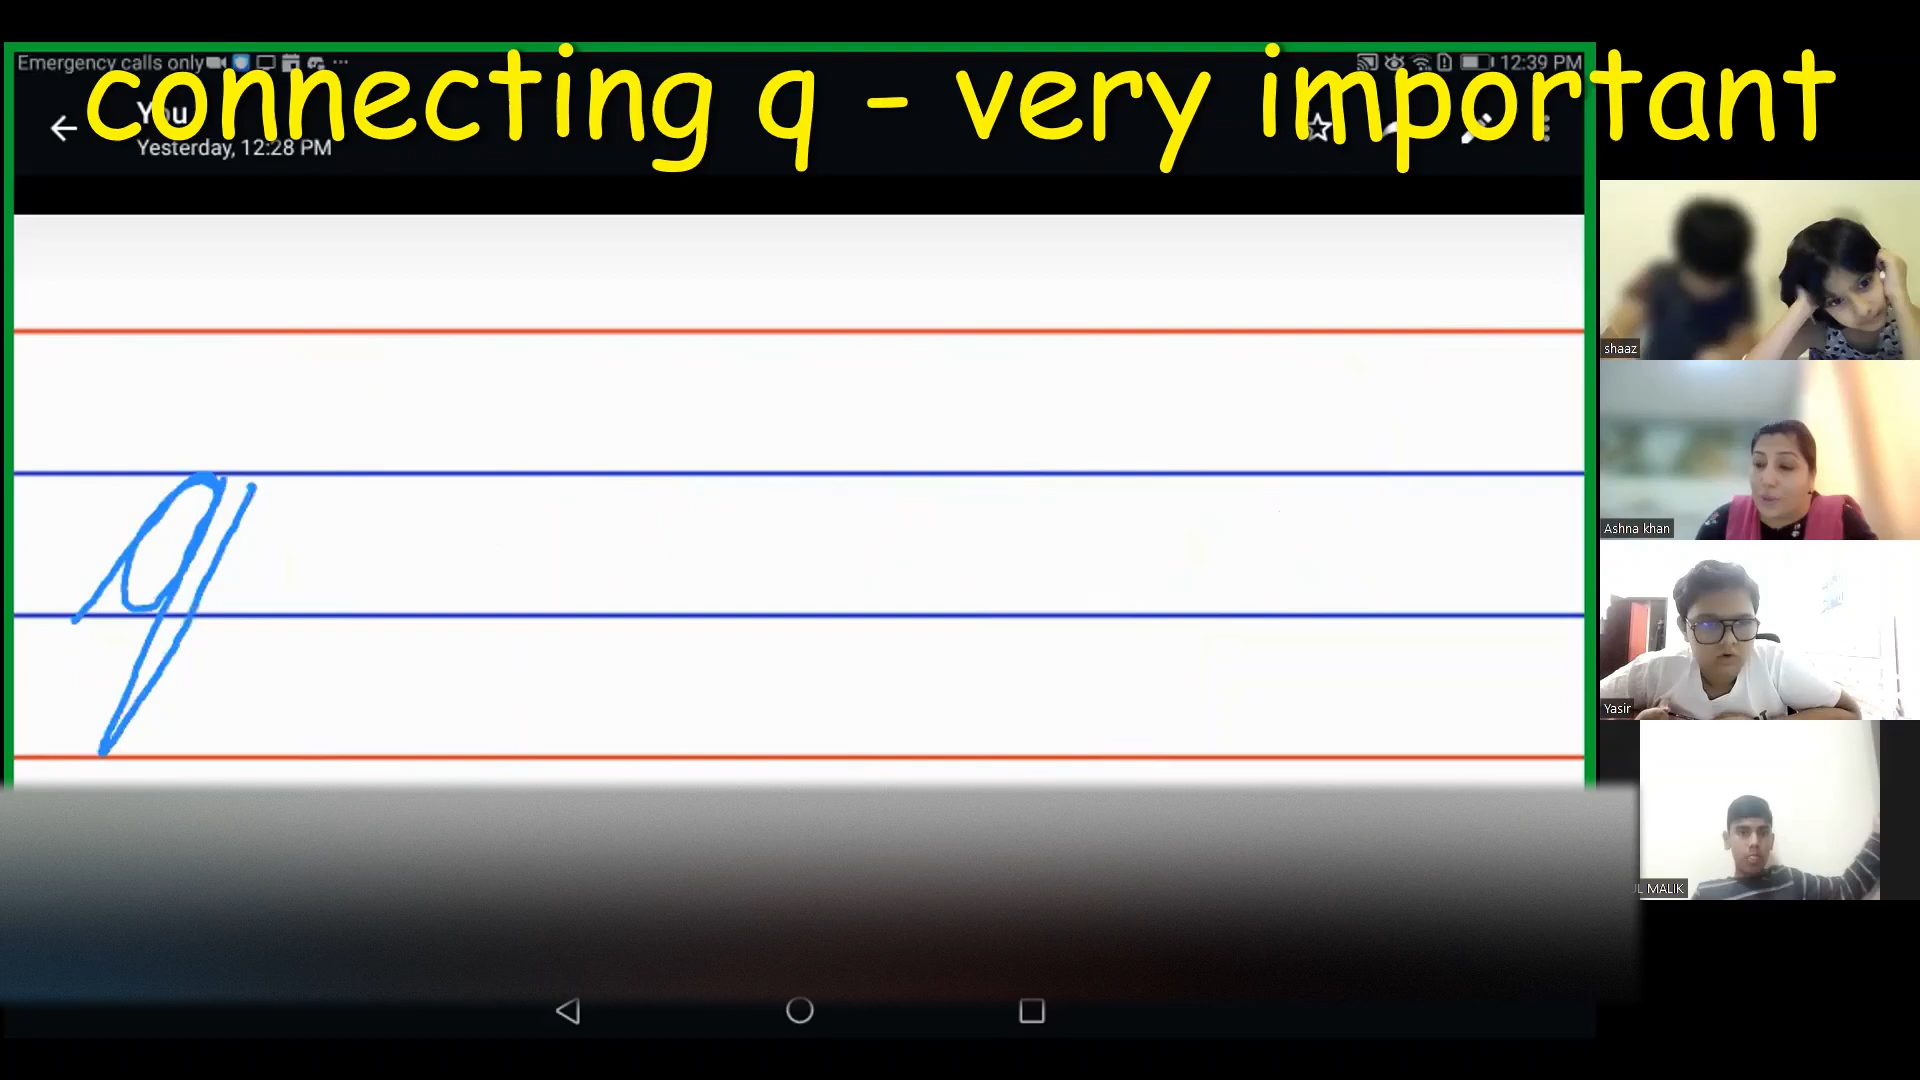 connecting q - very important
Emergency calls only ... 12:39 PM
You
Yesterday, 12:28 PM
q
shaaz
Ashna khan
Yasir
UL MALIK